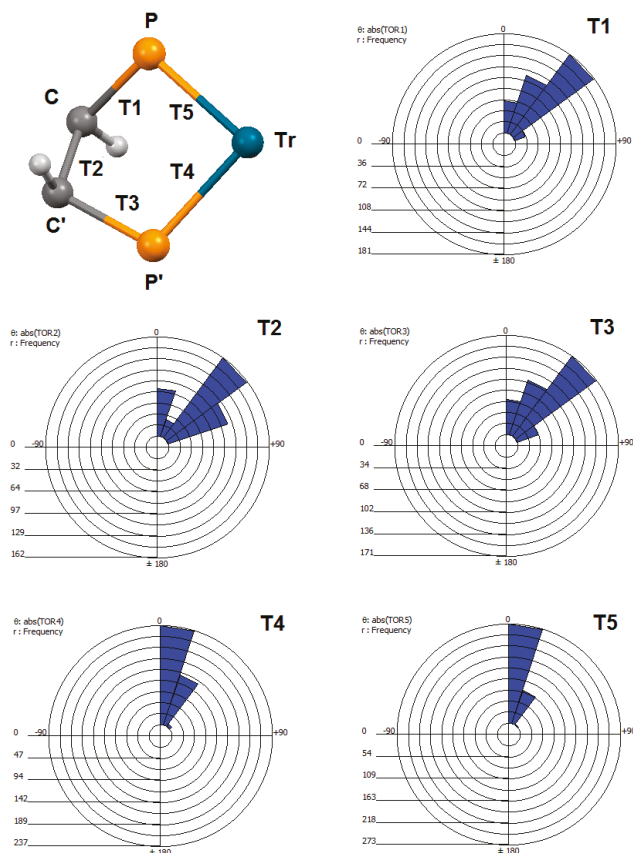 P
C
T1
T5
Tr
T2
T4
T3
C'
P'
θ: abs(TOR1)
r : Frequency
0
T1
0
-90
+90
36
72
108
144
181
± 180
θ: abs(TOR2)
r : Frequency
0
T2
0
-90
+90
32
64
97
129
162
± 180
θ: abs(TOR3)
r : Frequency
0
T3
0
-90
+90
34
68
102
136
171
± 180
θ: abs(TOR4)
r : Frequency
0
T4
0
-90
+90
47
94
142
189
237
± 180
θ: abs(TOR5)
r : Frequency
0
T5
0
-90
+90
54
109
163
218
273
± 180